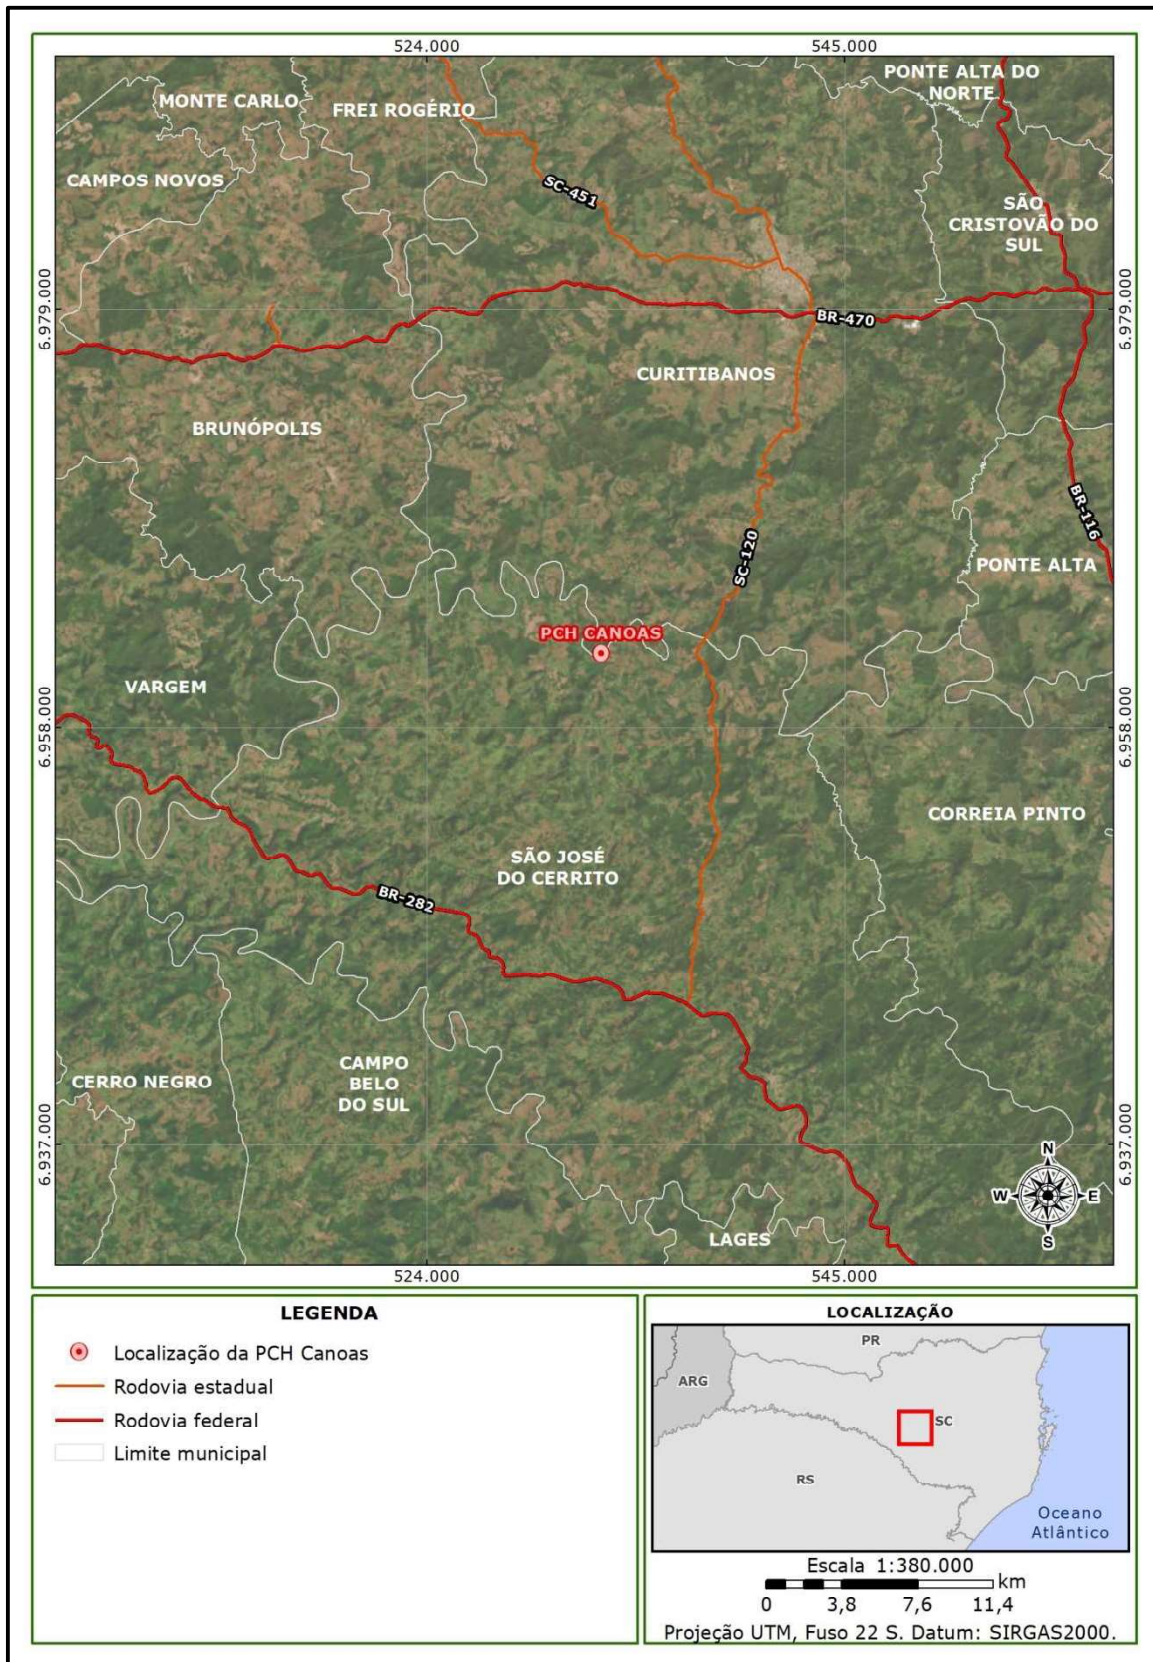 524.000
545.000
PONTE ALTA DO
NORTE
MONTE CARLO
FREI ROGÉRIO
CAMPOS NOVOS
SC-451
SÃO
CRISTOVÃO DO
SUL
6.979.000
6.979.000
BR-470
CURITIBANOS
BRUNÓPOLIS
BR-116
SC-120
PONTE ALTA
PCH CANOAS
VARGEM
6.958.000
6.958.000
CORREIA PINTO
SÃO JOSÉ
DO CERRITO
BR-282
CAMPO
BELO
DO SUL
CERRO NEGRO
6.937.000
6.937.000
N
W
E
S
LAGES
524.000
545.000
LEGENDA
Localização da PCH Canoas
Rodovia estadual
Rodovia federal
Limite municipal
LOCALIZAÇÃO
PR
ARG
SC
RS
Oceano
Atlântico
Escala 1:380.000
km
0 3,8 7,6 11,4
Projeção UTM, Fuso 22 S. Datum: SIRGAS2000.